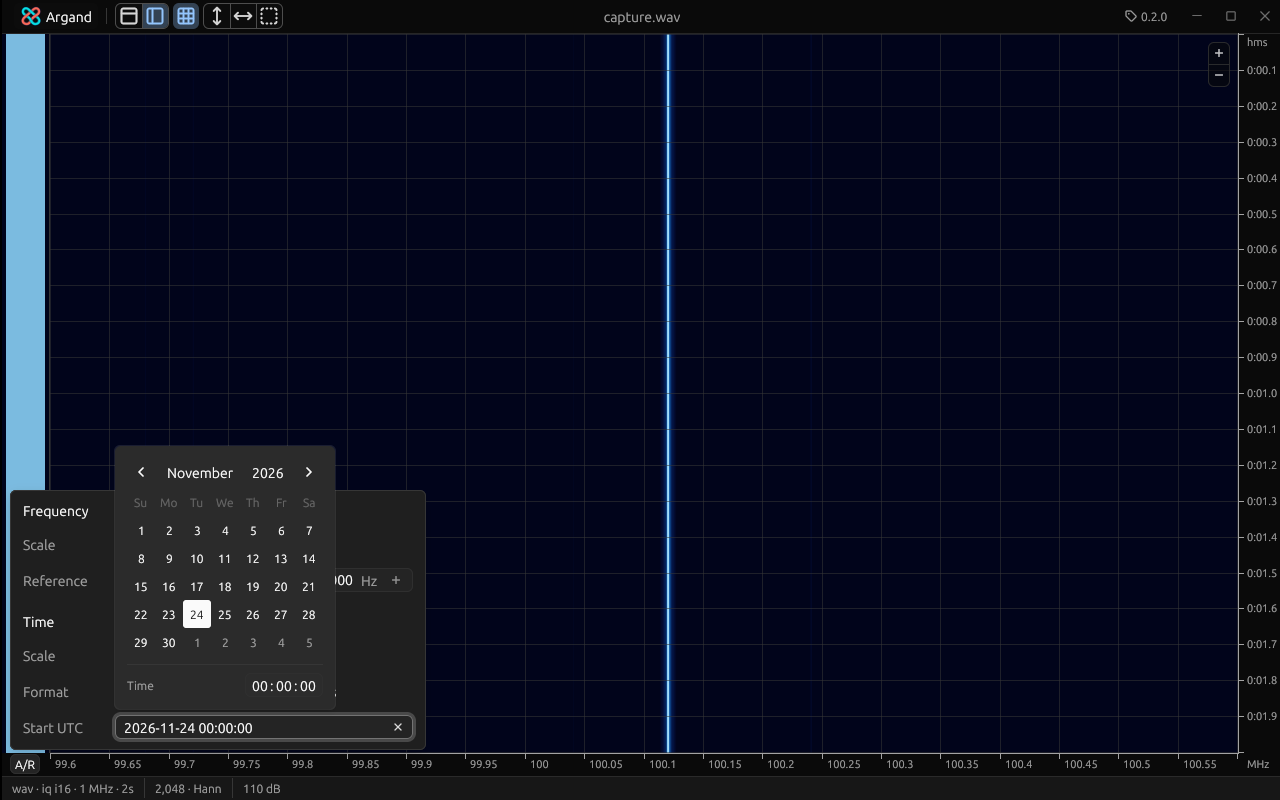 Argand
capture.wav
0.2.0
hms
+
−
0:00.1
0:00.2
0:00.3
0:00.4
0:00.5
0:00.6
0:00.7
0:00.8
0:00.9
0:01.0
0:01.1
0:01.2
0:01.3
0:01.4
0:01.5
0:01.6
0:01.7
0:01.8
0:01.9
November 2026
Su Mo Tu We Th Fr Sa
1 2 3 4 5 6 7
8 9 10 11 12 13 14
15 16 17 18 19 20 21
22 23 24 25 26 27 28
29 30 1 2 3 4 5
Time 00:00:00
Frequency
Scale
Reference 000 Hz +
Time
Scale
Format
Start UTC 2026-11-24 00:00:00 ×
A/R 99.6 99.65 99.7 99.75 99.8 99.85 99.9 99.95 100 100.05 100.1 100.15 100.2 100.25 100.3 100.35 100.4 100.45 100.5 100.55 MHz
wav · iq i16 · 1 MHz · 2s 2,048 · Hann 110 dB